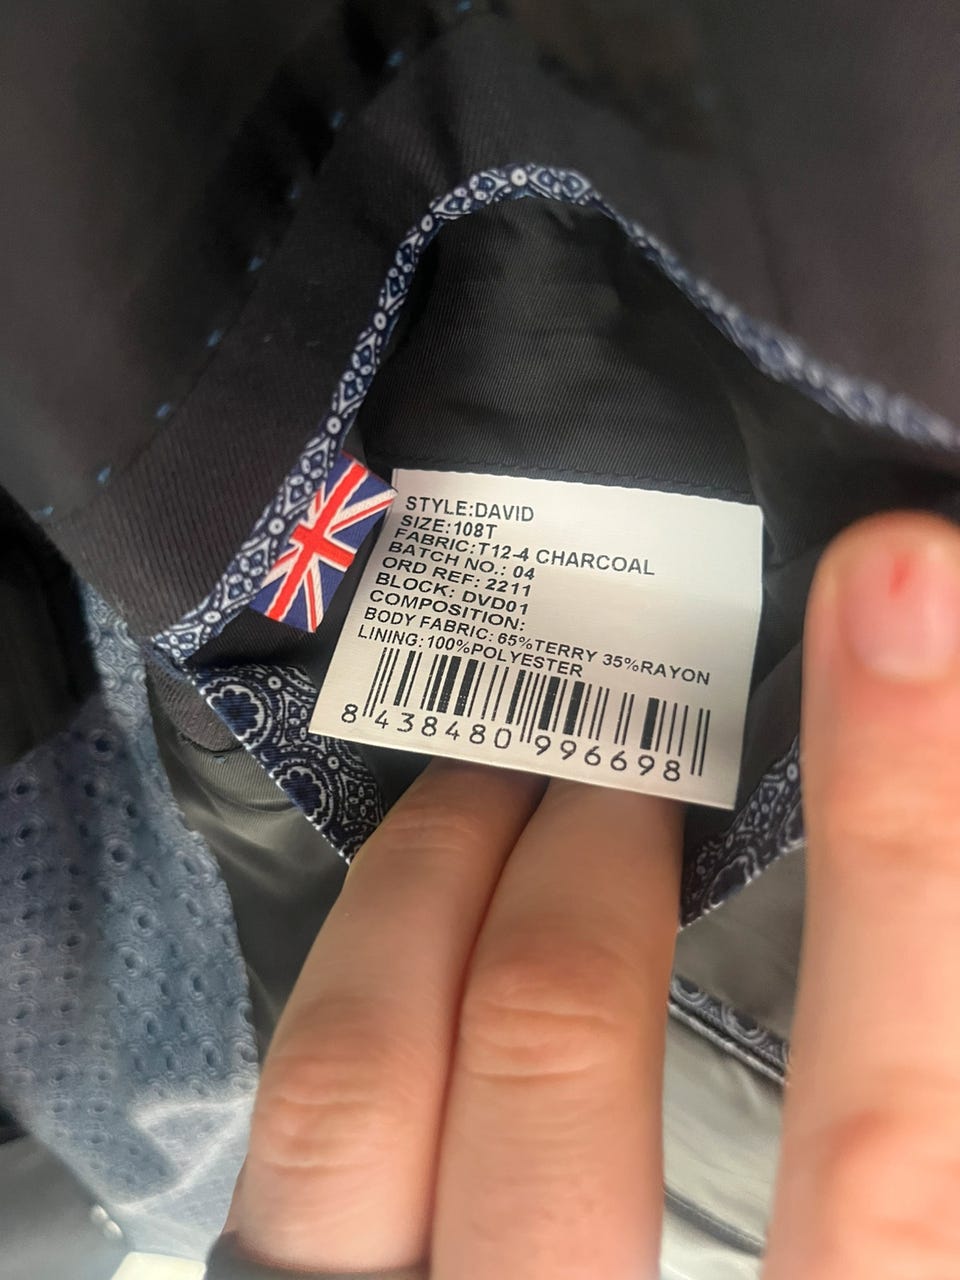 STYLE:DAVID
SIZE:108T
FABRIC:T12-4 CHARCOAL
BATCH NO.: 04
ORD REF: 2211
BLOCK: DVD01
COMPOSITION:
BODY FABRIC: 65%TERRY 35%RAYON
LINING:100%POLYESTER
8 438480 996698